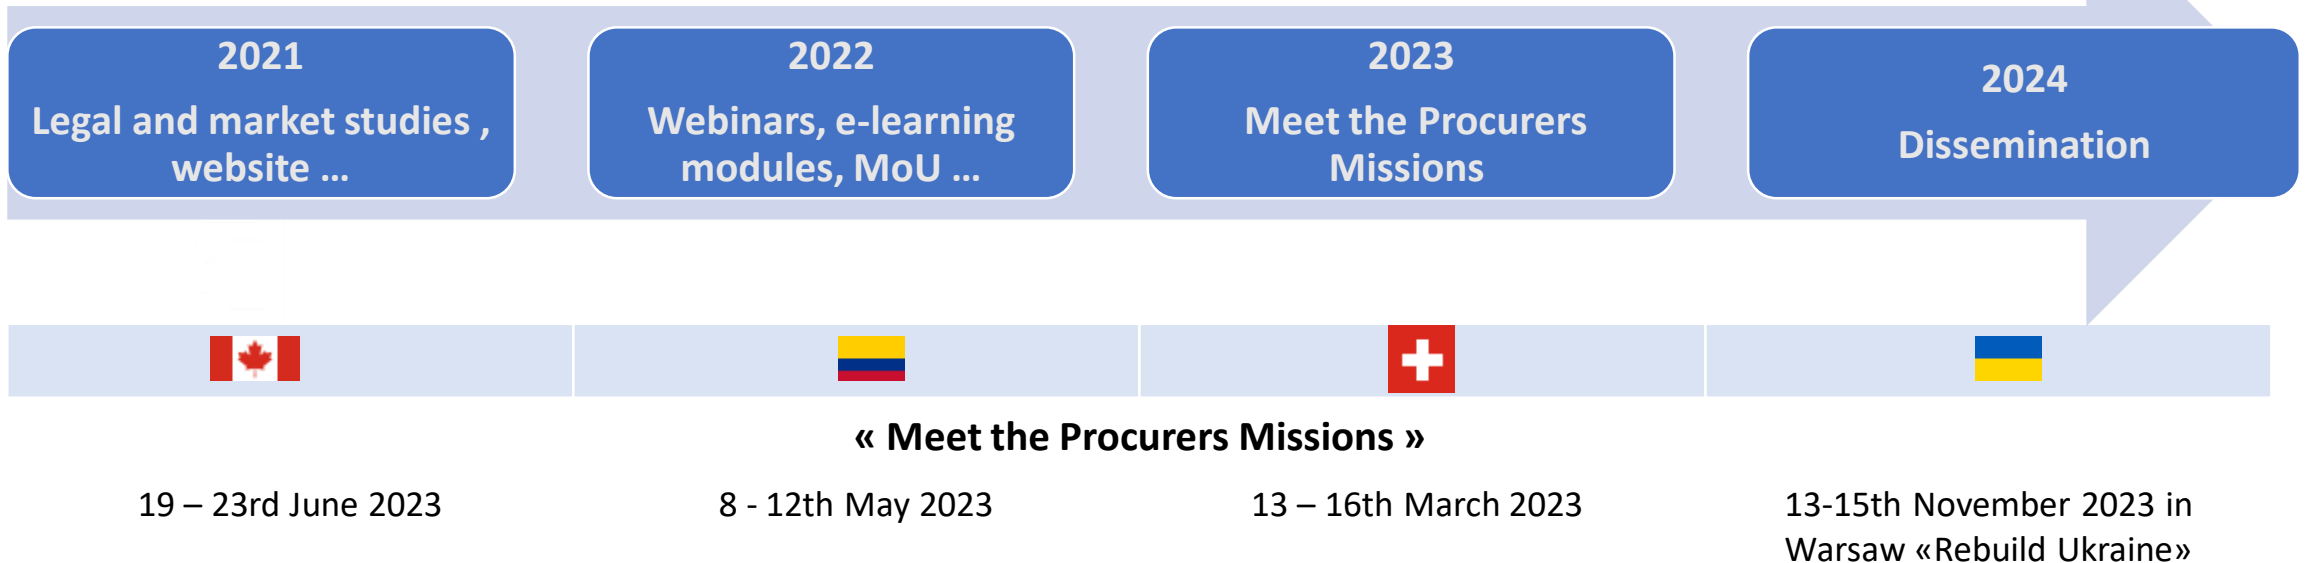 2021
Legal and market studies ,
website ...
2022
Webinars, e-learning
modules, MoU ...
2023
Meet the Procurers
Missions
2024
Dissemination
« Meet the Procurers Missions »
19 – 23rd June 2023
8 - 12th May 2023
13 – 16th March 2023
13-15th November 2023 in
Warsaw «Rebuild Ukraine»